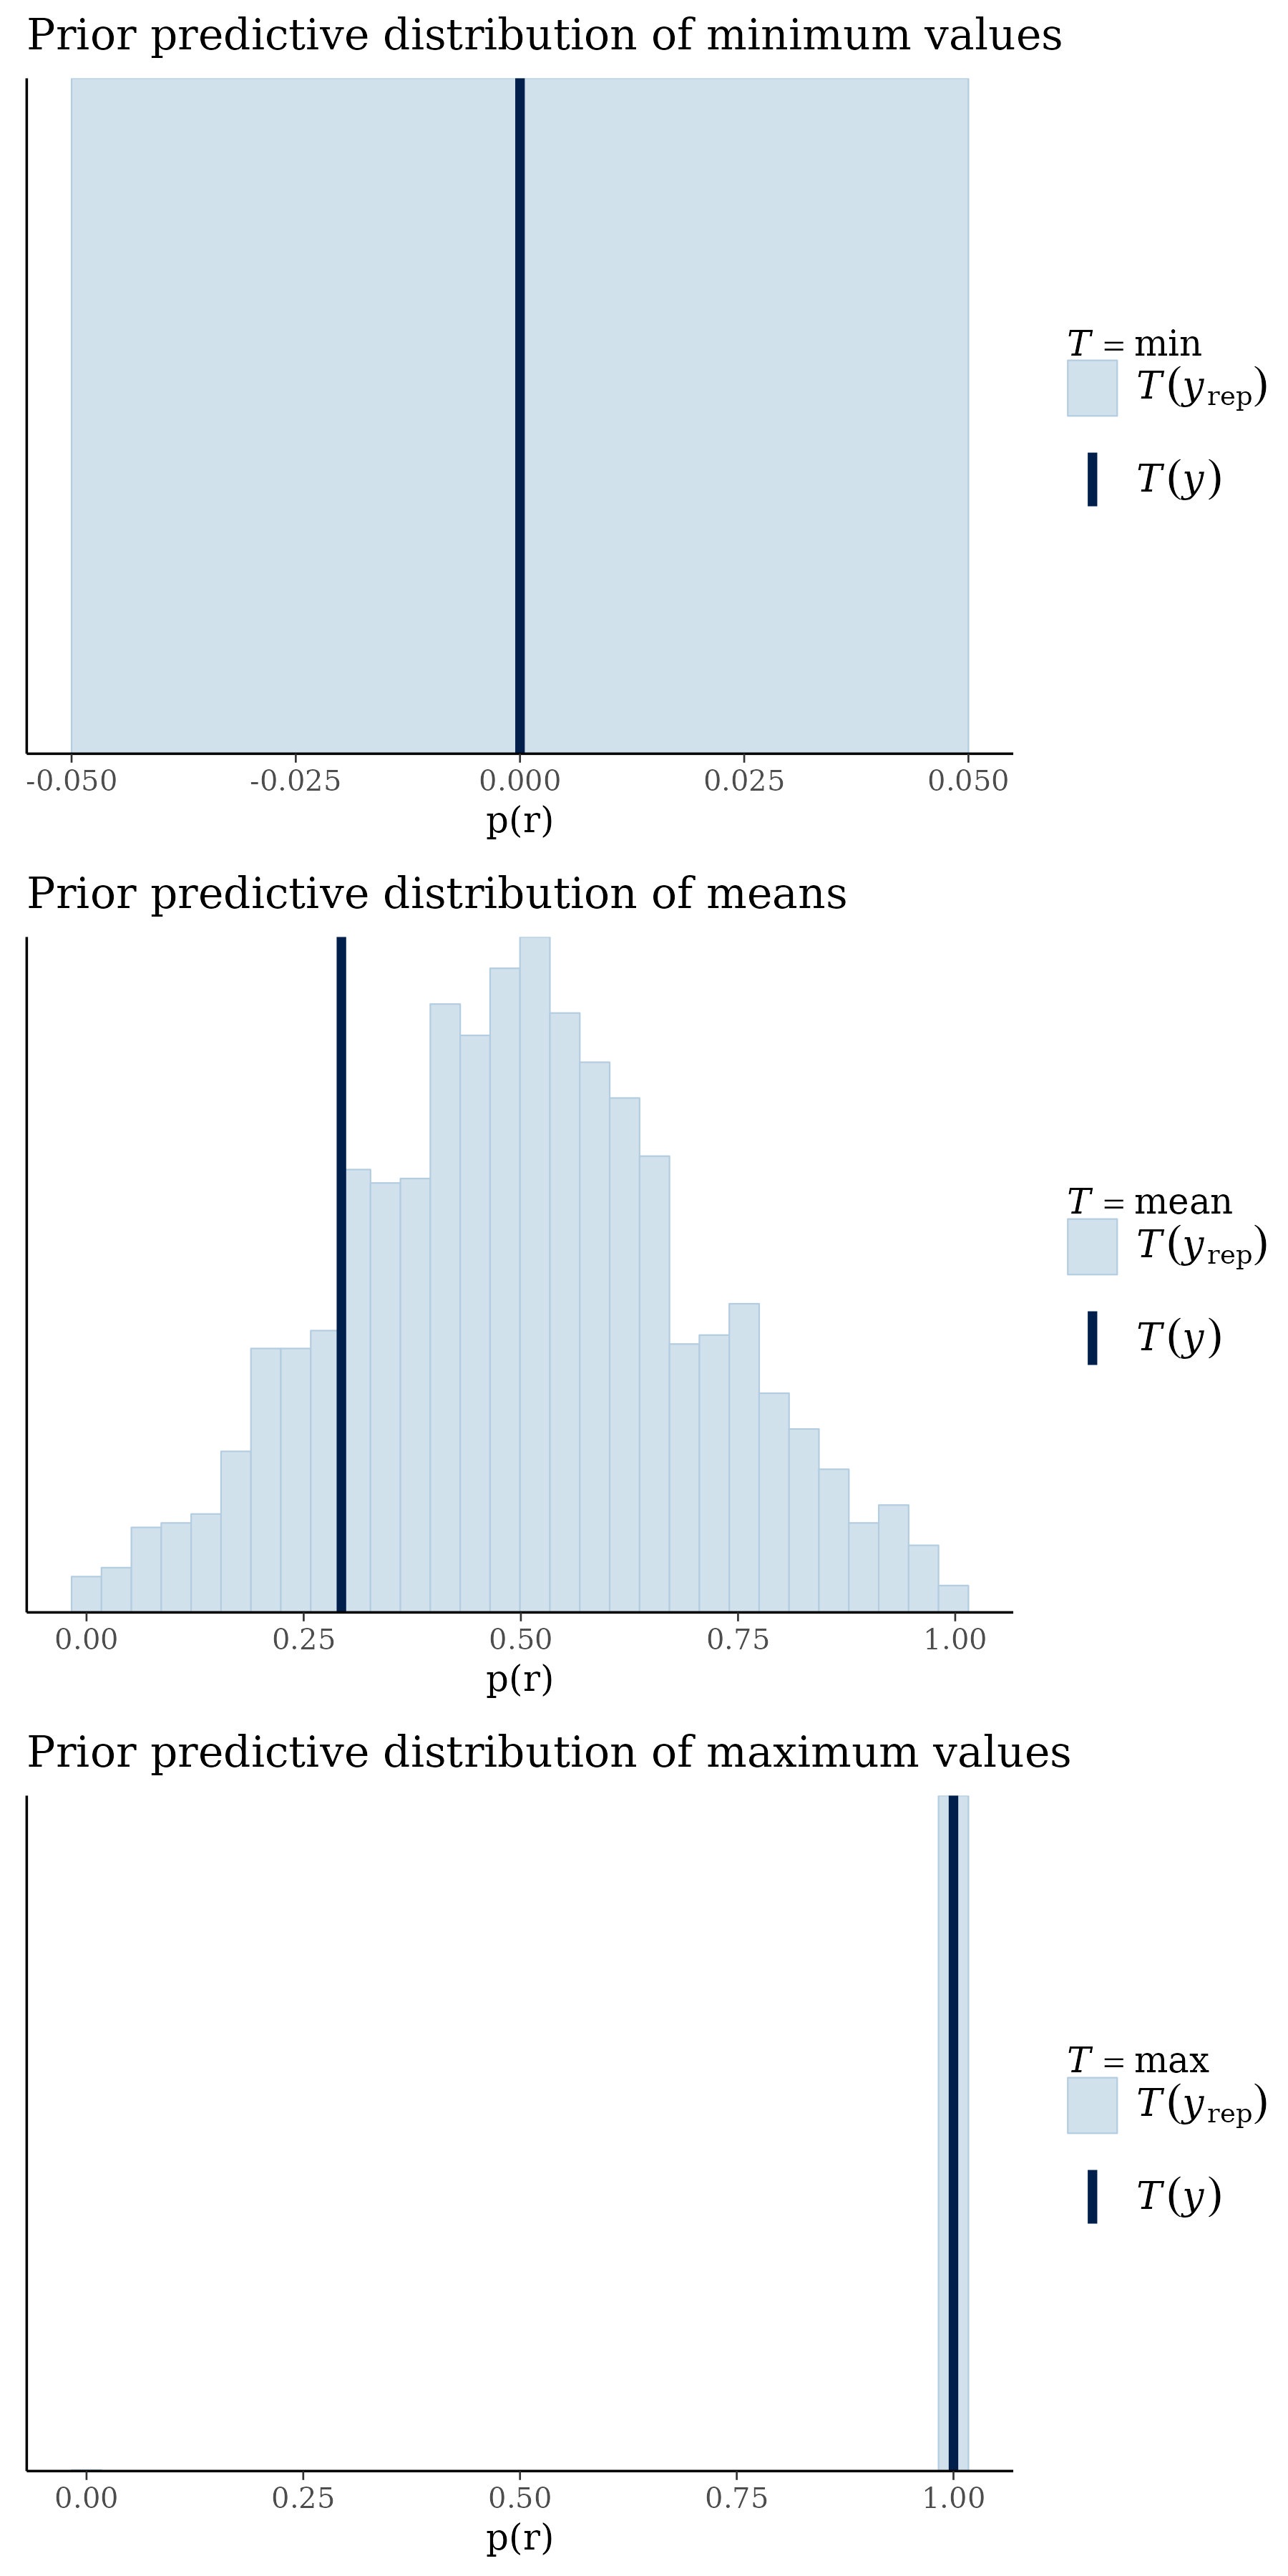 Prior predictive distribution of minimum values
T = min
T(yrep)
T(y)
-0.050 -0.025 0.000 0.025 0.050
p(r)
Prior predictive distribution of means
T = mean
T(yrep)
T(y)
0.00 0.25 0.50 0.75 1.00
p(r)
Prior predictive distribution of maximum values
T = max
T(yrep)
T(y)
0.00 0.25 0.50 0.75 1.00
p(r)